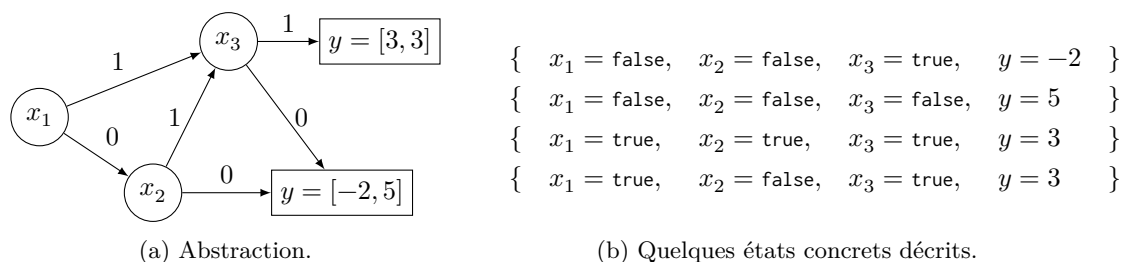 x₁
1
0
x₂
1
0
x₃
1
0
y = [3, 3]
y = [−2, 5]
(a) Abstraction.
{ x₁ = false, x₂ = false, x₃ = true, y = −2 }
{ x₁ = false, x₂ = false, x₃ = false, y = 5 }
{ x₁ = true, x₂ = true, x₃ = true, y = 3 }
{ x₁ = true, x₂ = false, x₃ = true, y = 3 }
(b) Quelques états concrets décrits.